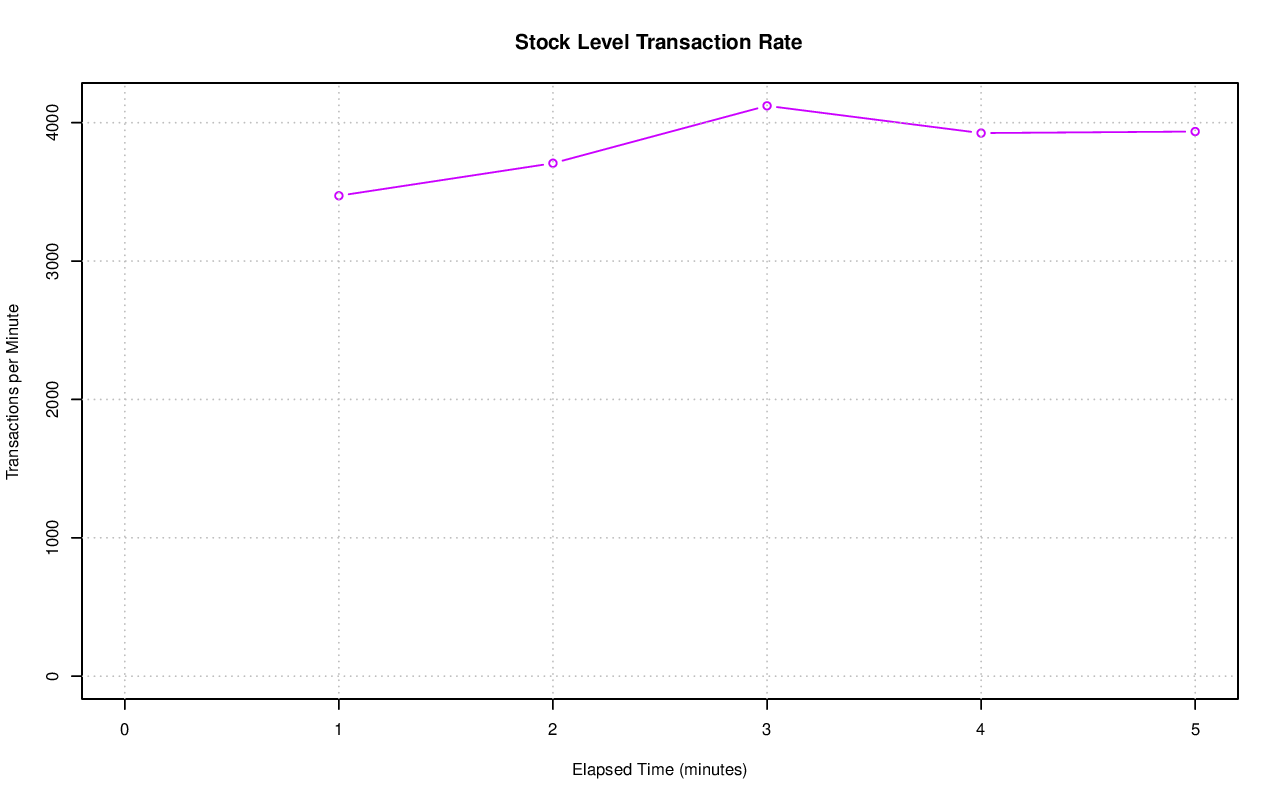 Stock Level Transaction Rate
Transactions per Minute
4000
3000
2000
1000
0
0 1 2 3 4 5
Elapsed Time (minutes)